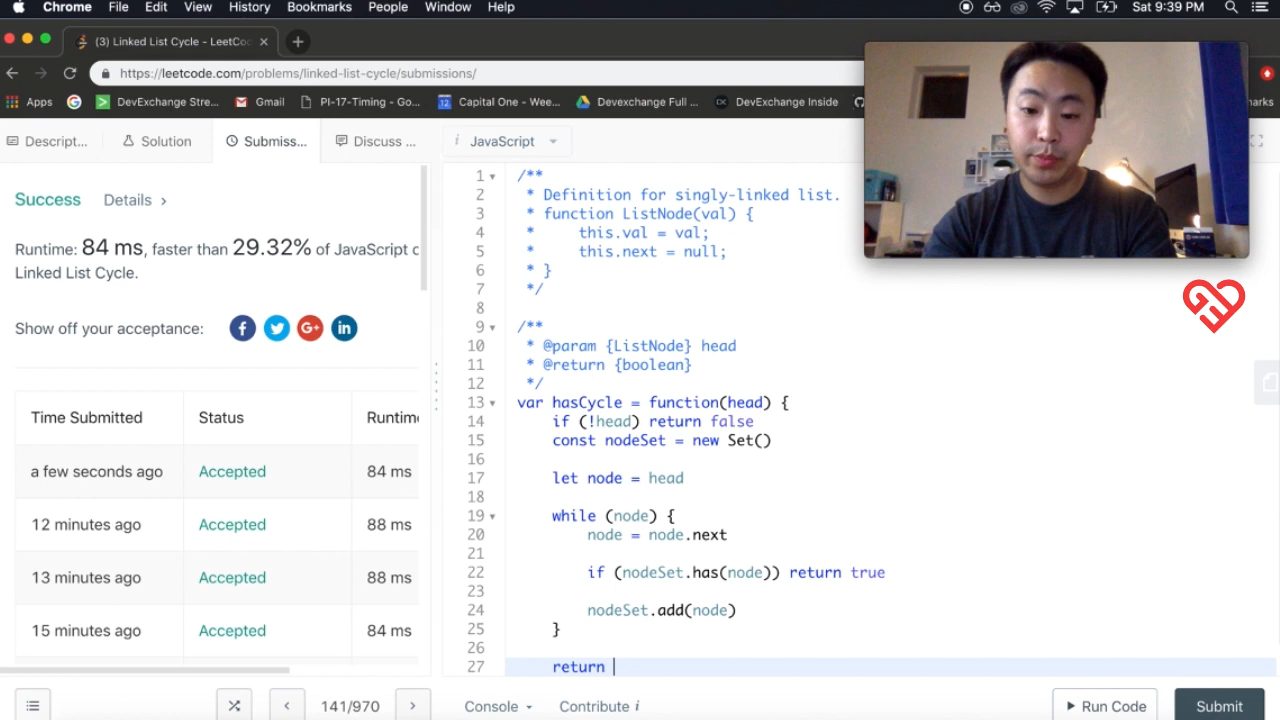 Chrome File Edit View History Bookmarks People Window Help Sat 9:39 PM
(3) Linked List Cycle - LeetCo
https://leetcode.com/problems/linked-list-cycle/submissions/
Apps DevExchange Stre... Gmail PI-17-Timing - Go... Capital One - Wee... Devexchange Full ... DevExchange Inside marks
Descript... Solution Submiss... Discuss ... i JavaScript
Success Details >
Runtime: 84 ms, faster than 29.32% of JavaScript o
Linked List Cycle.
Show off your acceptance:
Time Submitted Status Runtime
a few seconds ago Accepted 84 ms
12 minutes ago Accepted 88 ms
13 minutes ago Accepted 88 ms
15 minutes ago Accepted 84 ms
1 /**
2 * Definition for singly-linked list.
3 * function ListNode(val) {
4 * this.val = val;
5 * this.next = null;
6 * }
7 */
8
9 /**
10 * @param {ListNode} head
11 * @return {boolean}
12 */
13 var hasCycle = function(head) {
14 if (!head) return false
15 const nodeSet = new Set()
16
17 let node = head
18
19 while (node) {
20 node = node.next
21
22 if (nodeSet.has(node)) return true
23
24 nodeSet.add(node)
25 }
26
27 return
141/970 Console Contribute i Run Code Submit